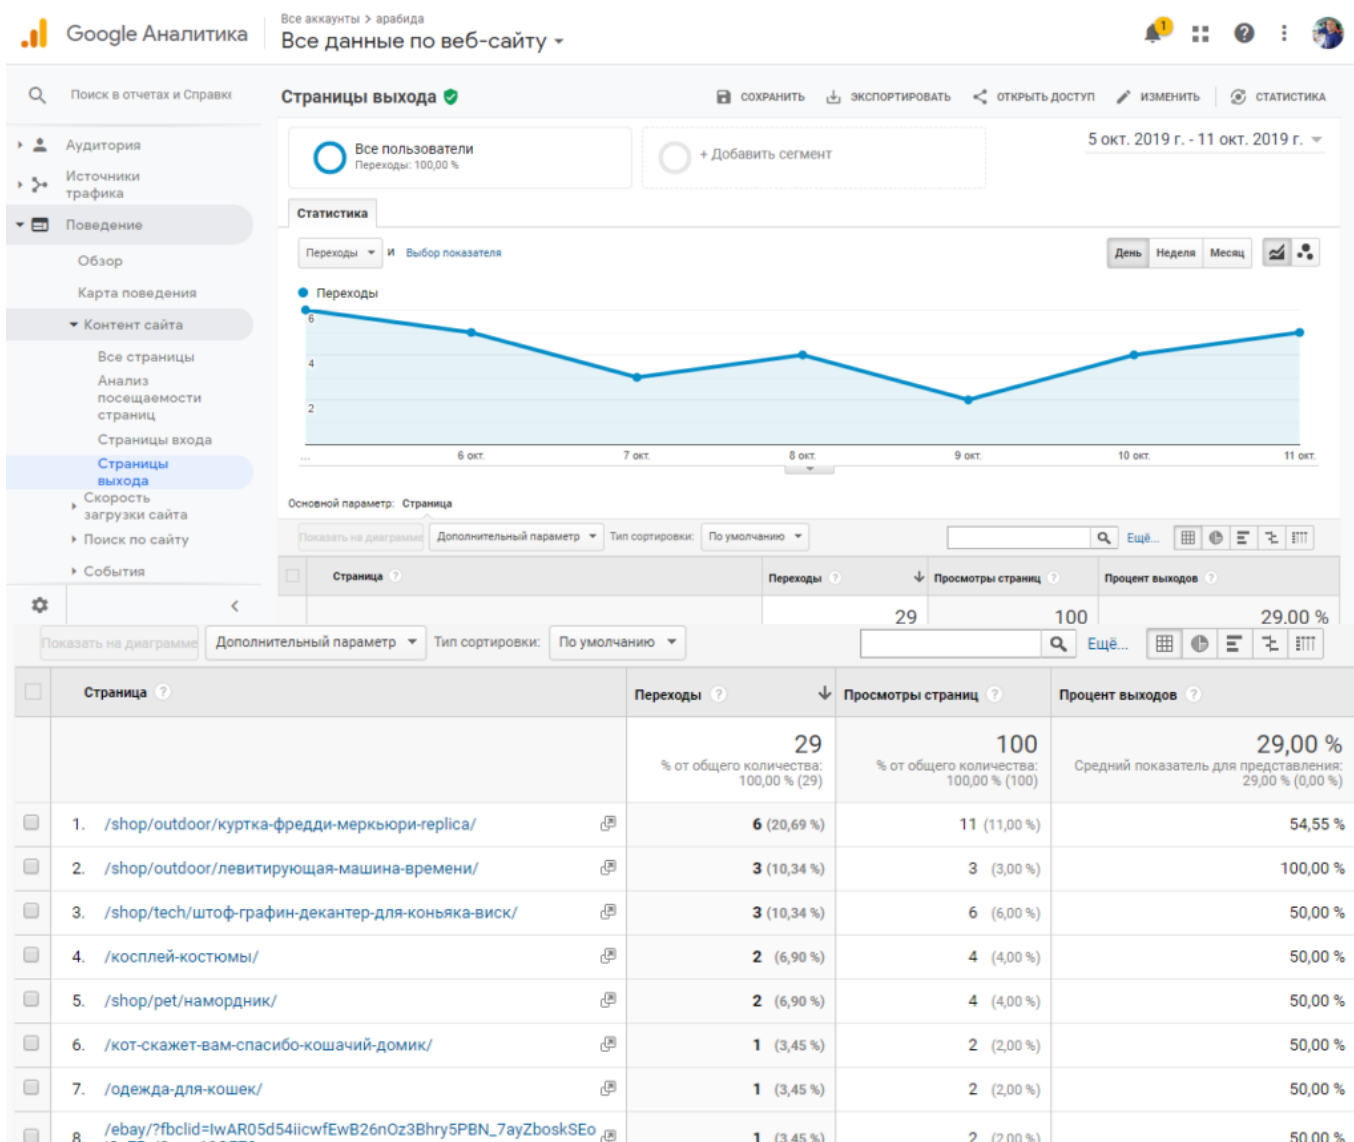 Google Аналитика
Все аккаунты > арабида
Все данные по веб-сайту
1
Поиск в отчетах и Справке
Аудитория
Источники
трафика
Поведение
Обзор
Карта поведения
Контент сайта
Все страницы
Анализ
посещаемости
страниц
Страницы входа
Страницы
выхода
Скорость
загрузки сайта
Поиск по сайту
События
Страницы выхода
СОХРАНИТЬ
ЭКСПОРТИРОВАТЬ
ОТКРЫТЬ ДОСТУП
ИЗМЕНИТЬ
СТАТИСТИКА
Все пользователи
Переходы: 100,00 %
+ Добавить сегмент
5 окт. 2019 г. - 11 окт. 2019 г.
Статистика
Переходы И Выбор показателя
День Неделя Месяц
Переходы
6
4
2
... 6 окт. 7 окт. 8 окт. 9 окт. 10 окт. 11 окт.
Основной параметр: Страница
Показать на диаграмме Дополнительный параметр Тип сортировки: По умолчанию Ещё...
Страница ? Переходы ? Просмотры страниц ? Процент выходов ?
29 100 29,00 %
Показать на диаграмме Дополнительный параметр Тип сортировки: По умолчанию Ещё...
Страница ? Переходы ? Просмотры страниц ? Процент выходов ?
29 100 29,00 %
% от общего количества: % от общего количества: Средний показатель для представления:
100,00 % (29) 100,00 % (100) 29,00 % (0,00 %)
1. /shop/outdoor/куртка-фредди-меркьюри-replica/ 6 (20,69 %) 11 (11,00 %) 54,55 %
2. /shop/outdoor/левитирующая-машина-времени/ 3 (10,34 %) 3 (3,00 %) 100,00 %
3. /shop/tech/штоф-графин-декантер-для-коньяка-виск/ 3 (10,34 %) 6 (6,00 %) 50,00 %
4. /косплей-костюмы/ 2 (6,90 %) 4 (4,00 %) 50,00 %
5. /shop/pet/намордник/ 2 (6,90 %) 4 (4,00 %) 50,00 %
6. /кот-скажет-вам-спасибо-кошачий-домик/ 1 (3,45 %) 2 (2,00 %) 50,00 %
7. /одежда-для-кошек/ 1 (3,45 %) 2 (2,00 %) 50,00 %
8. /ebay/?fbclid=IwAR05d54iicwfEwB26nOz3Bhry5PBN_7ayZboskSEo 1 (3,45 %) 2 (2,00 %) 50,00 %